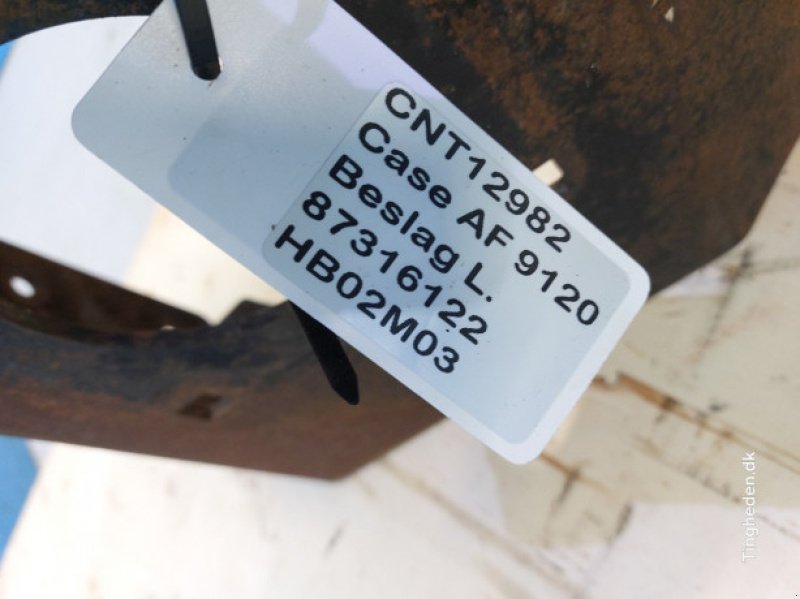 CNT12982
Case AF 9120
Beslag L.
87316122
HB02M03
Tingheden.dk